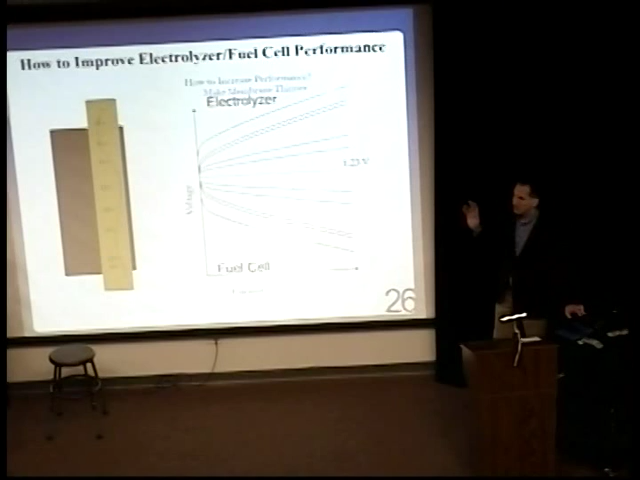 How to Improve Electrolyzer/Fuel Cell Performance
How to Increase Performance?
Make Membrane Thinner
Electrolyzer
1.23 V
Voltage
Fuel Cell
26